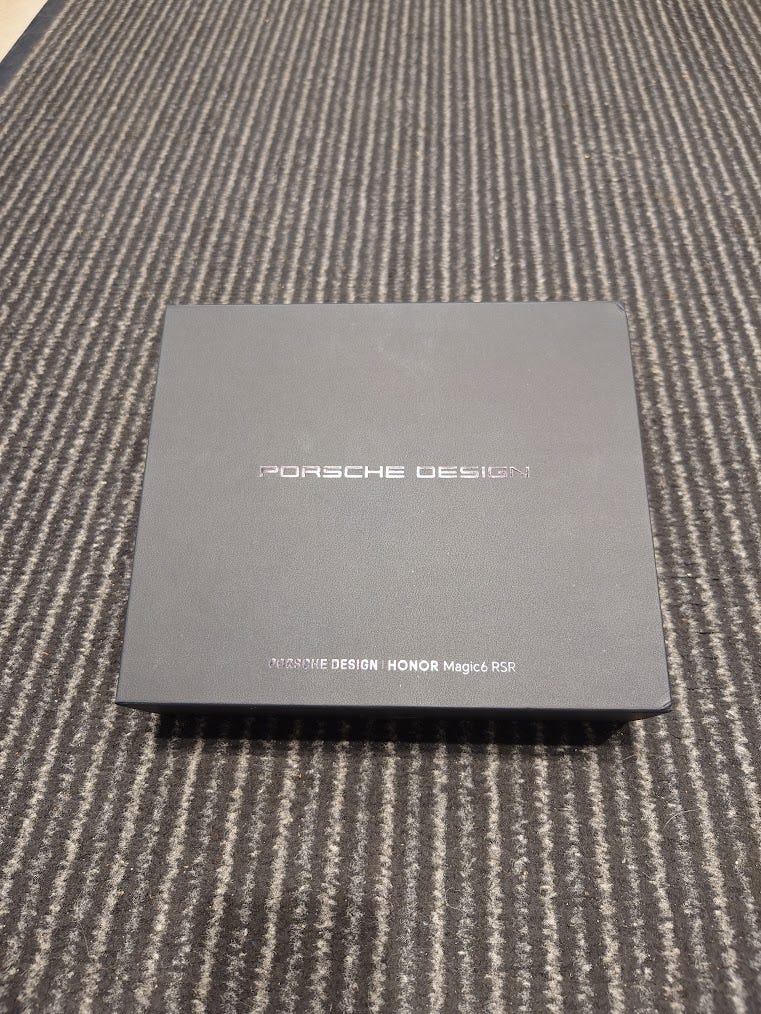 PORSCHE DESIGN
PORSCHE DESIGN | HONOR Magic6 RSR